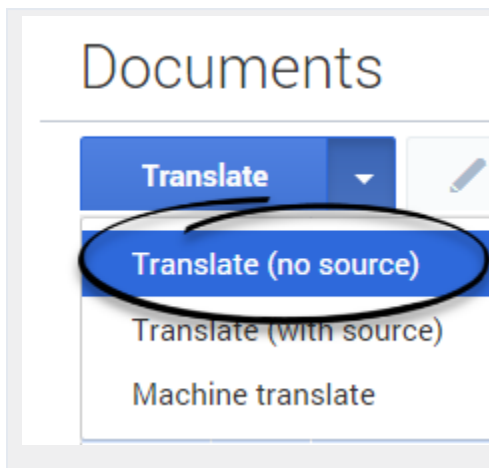 Documents
Translate
Translate (no source)
Translate (with source)
Machine translate